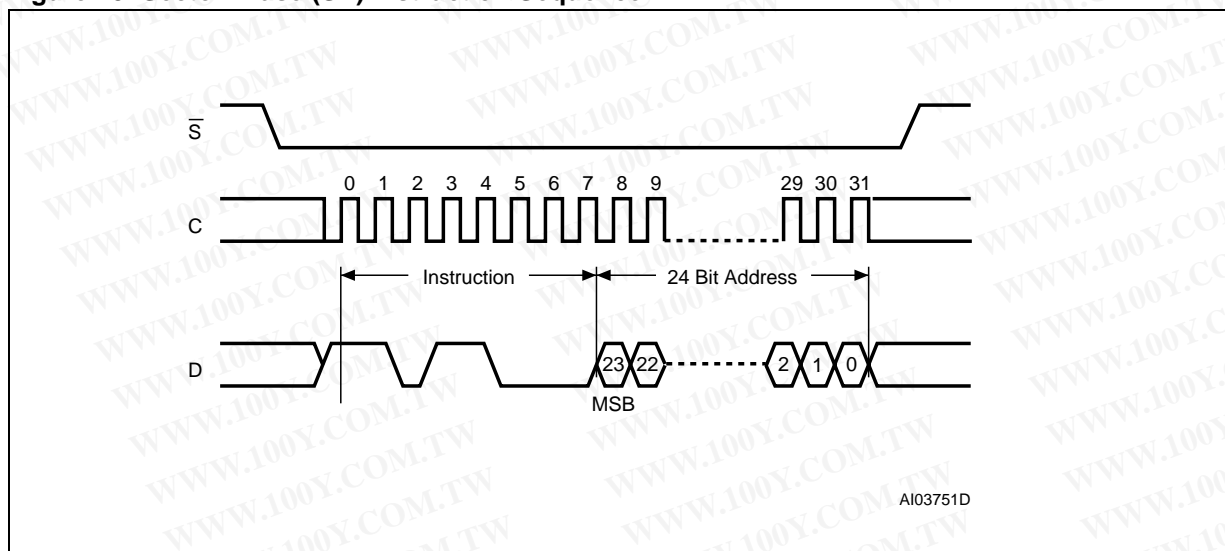 S
0 1 2 3 4 5 6 7 8 9 29 30 31
C
Instruction 24 Bit Address
D
23 22 2 1 0
MSB
AI03751D
WWW.100Y.COM.TW